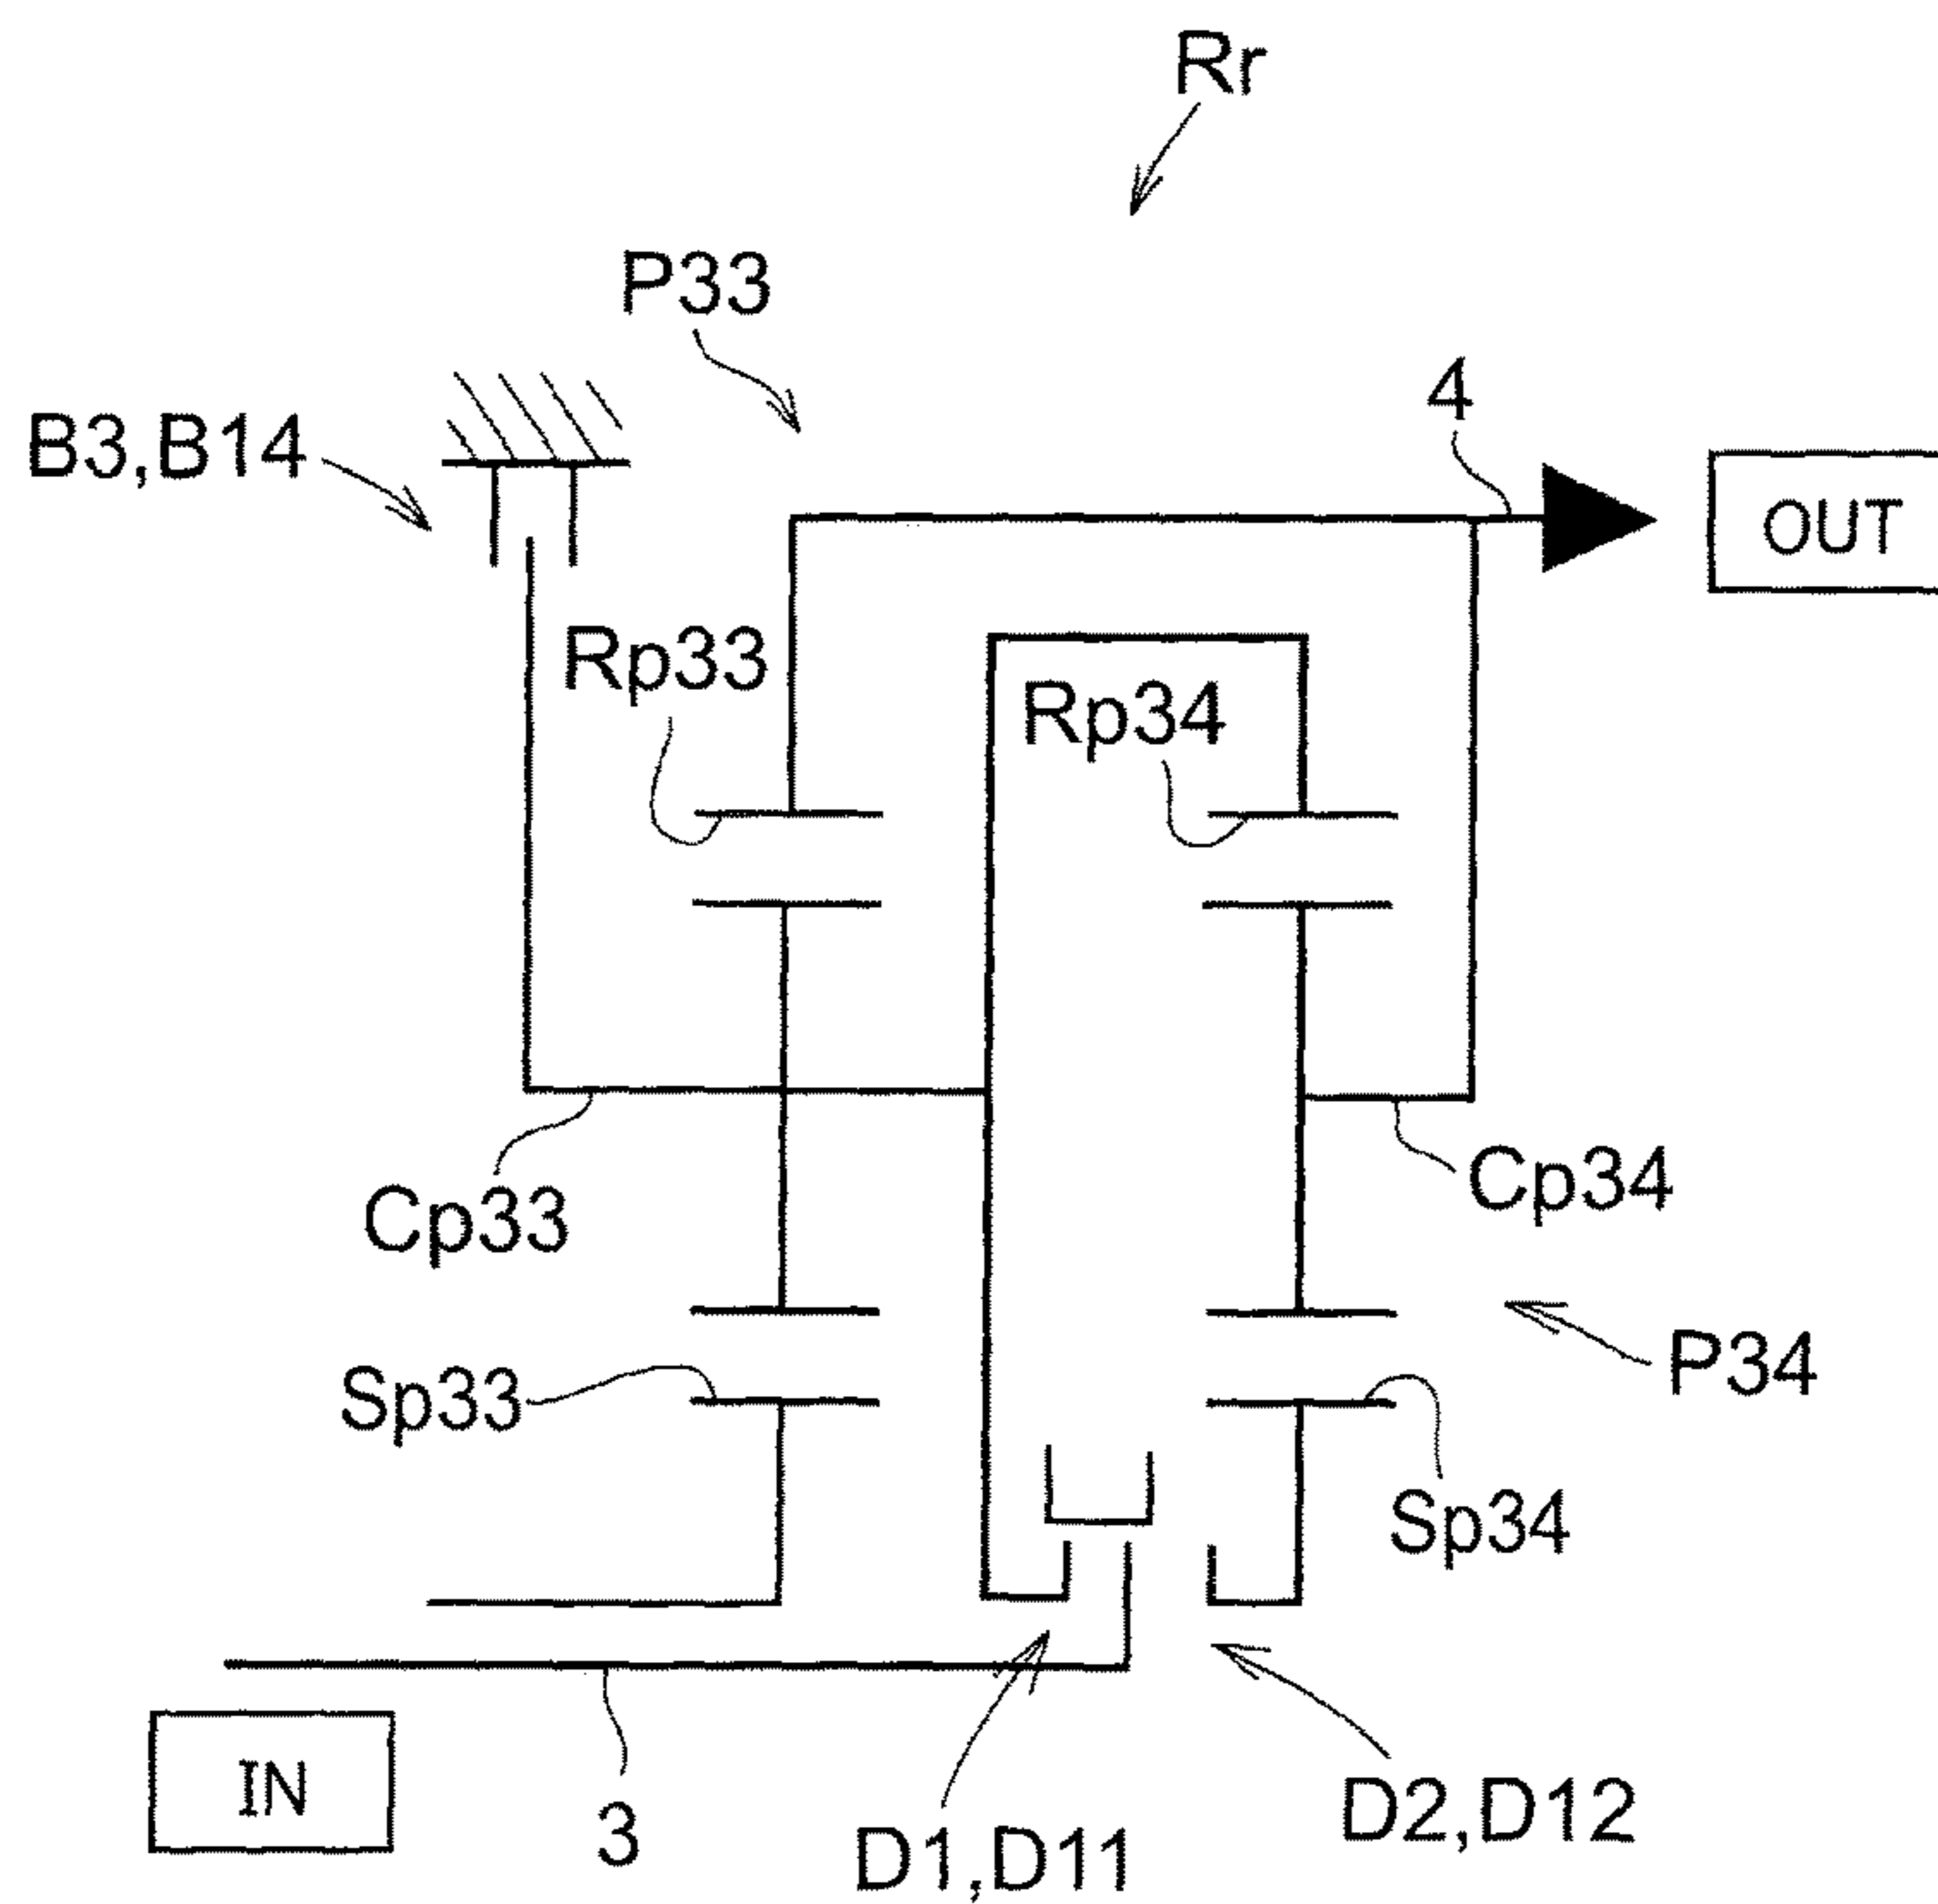 Rr
P33
B3,B14
4
OUT
Rp33
Rp34
Cp33
Cp34
P34
Sp33
Sp34
IN
3
D1,D11
D2,D12